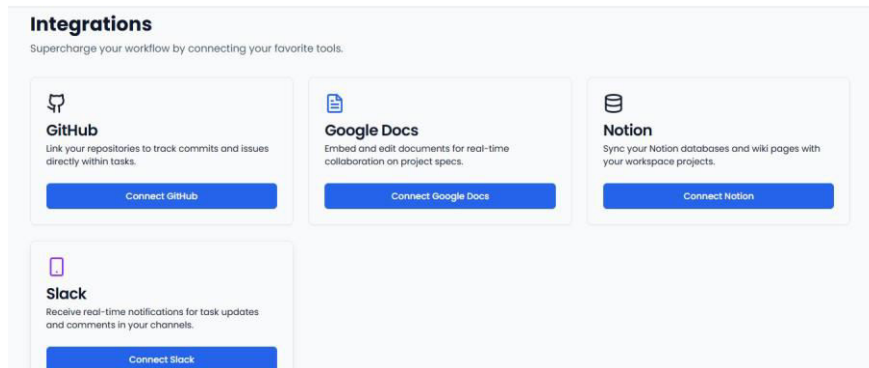 Integrations
Supercharge your workflow by connecting your favorite tools.
GitHub
Link your repositories to track commits and issues
directly within tasks.
Connect GitHub
Google Docs
Embed and edit documents for real-time
collaboration on project specs.
Connect Google Docs
Notion
Sync your Notion databases and wiki pages with
your workspace projects.
Connect Notion
Slack
Receive real-time notifications for task updates
and comments in your channels.
Connect Slack